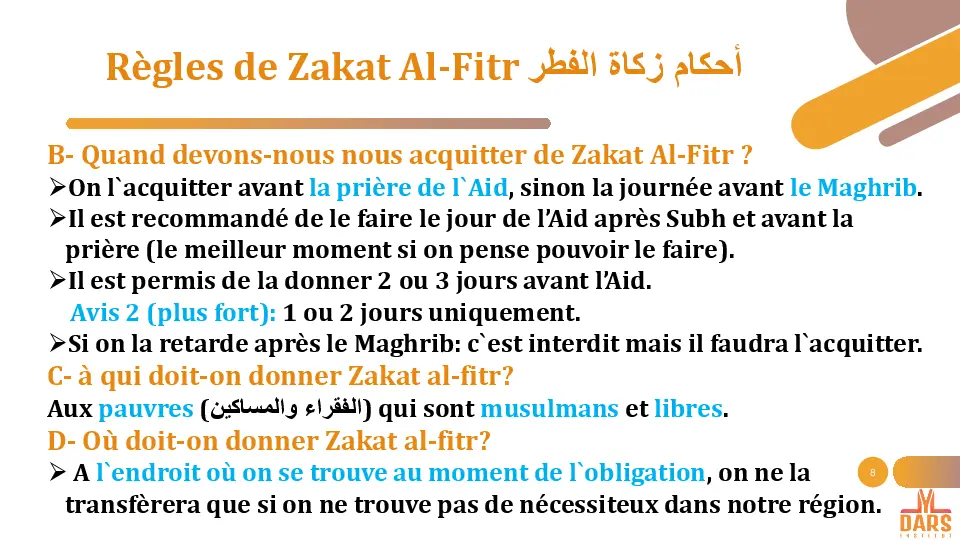 Règles de Zakat Al-Fitr أحكام زكاة الفطر
B- Quand devons-nous nous acquitter de Zakat Al-Fitr ?
➢On l`acquitter avant la prière de l`Aid, sinon la journée avant le Maghrib.
➢Il est recommandé de le faire le jour de l’Aid après Subh et avant la
prière (le meilleur moment si on pense pouvoir le faire).
➢Il est permis de la donner 2 ou 3 jours avant l’Aid.
Avis 2 (plus fort): 1 ou 2 jours uniquement.
➢Si on la retarde après le Maghrib: c`est interdit mais il faudra l`acquitter.
C- à qui doit-on donner Zakat al-fitr?
Aux pauvres (الفقراء والمساكين) qui sont musulmans et libres.
D- Où doit-on donner Zakat al-fitr?
➢ A l`endroit où on se trouve au moment de l`obligation, on ne la
transfèrera que si on ne trouve pas de nécessiteux dans notre région.
8
DARS
INSTITUT